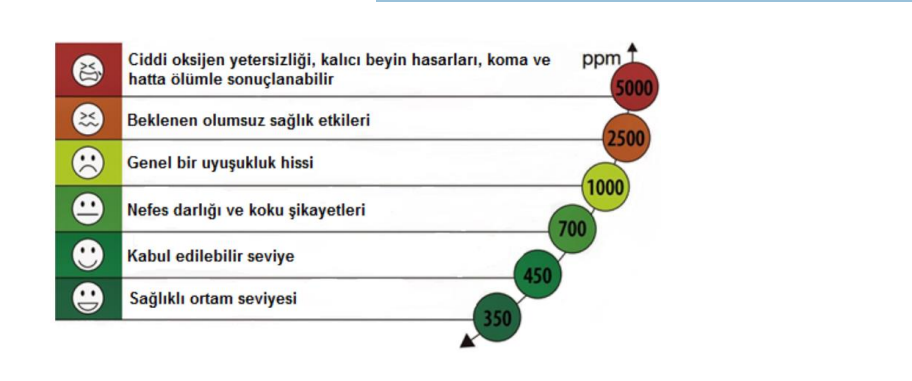 Ciddi oksijen yetersizliği, kalıcı beyin hasarları, koma ve
hatta ölümle sonuçlanabilir
ppm
5000
Beklenen olumsuz sağlık etkileri
2500
Genel bir uyuşukluk hissi
1000
Nefes darlığı ve koku şikayetleri
700
Kabul edilebilir seviye
450
Sağlıklı ortam seviyesi
350